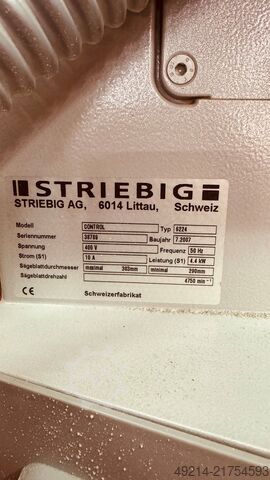 STRIEBIG
STRIEBIG AG, 6014 Littau, Schweiz
Modell CONTROL Typ 6224
Seriennummer 38789 Baujahr 7.2007
Spannung 400 V Frequenz 50 Hz
Strom (S1) 10 A Leistung (S1) 4.4 kW
Sägeblattdurchmesser maximal 303mm minimal 290mm
Sägeblattdrehzahl 4750 min⁻¹
CE Schweizerfabrikat
49214-21754593